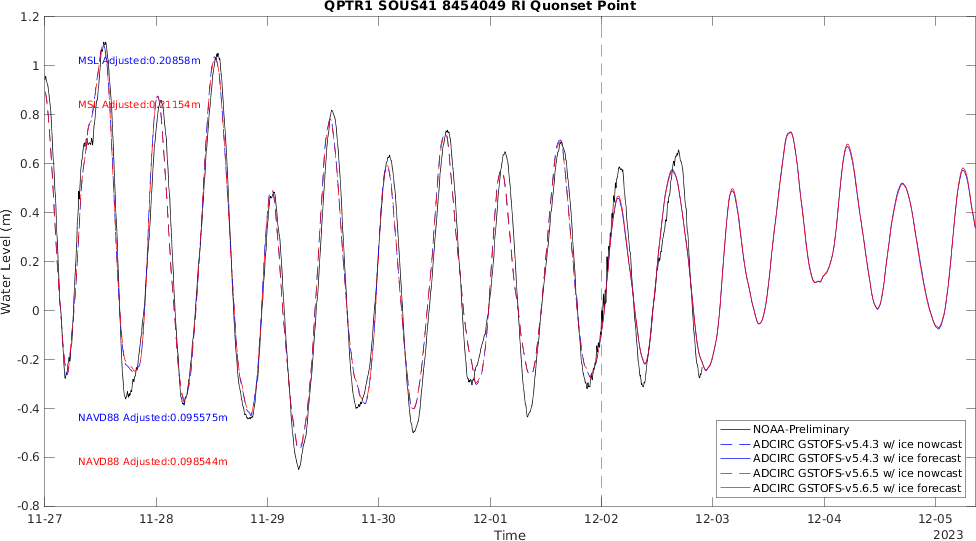 QPTR1 SOUS41 8454049 RI Quonset Point
1.2
1
0.8
0.6
0.4
0.2
0
-0.2
-0.4
-0.6
-0.8
Water Level (m)
MSL Adjusted:0.20858m
MSL Adjusted:0.21154m
NAVD88 Adjusted:0.095575m
NAVD88 Adjusted:0.098544m
NOAA-Preliminary
ADCIRC GSTOFS-v5.4.3 w/ ice nowcast
ADCIRC GSTOFS-v5.4.3 w/ ice forecast
ADCIRC GSTOFS-v5.6.5 w/ ice nowcast
ADCIRC GSTOFS-v5.6.5 w/ ice forecast
11-27 11-28 11-29 11-30 12-01 12-02 12-03 12-04 12-05
Time
2023